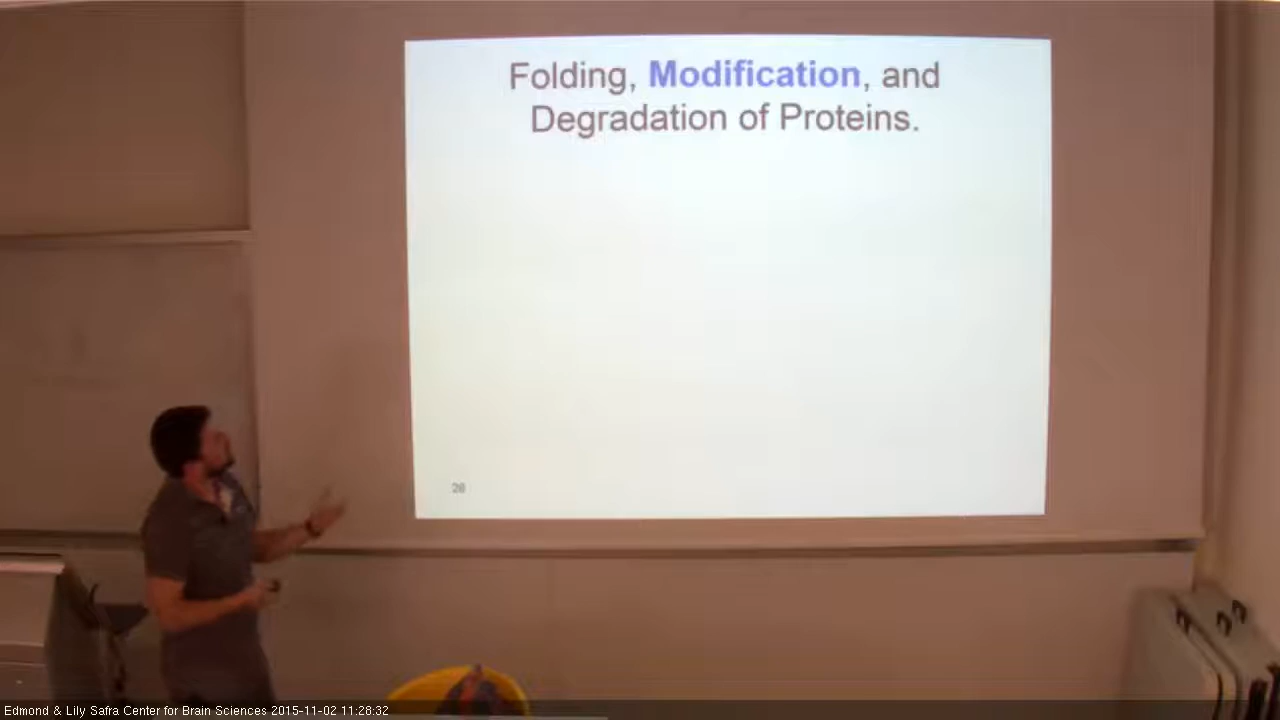 Folding, Modification, and
Degradation of Proteins.
28
Edmond & Lily Safra Center for Brain Sciences 2015-11-02 11:28:32